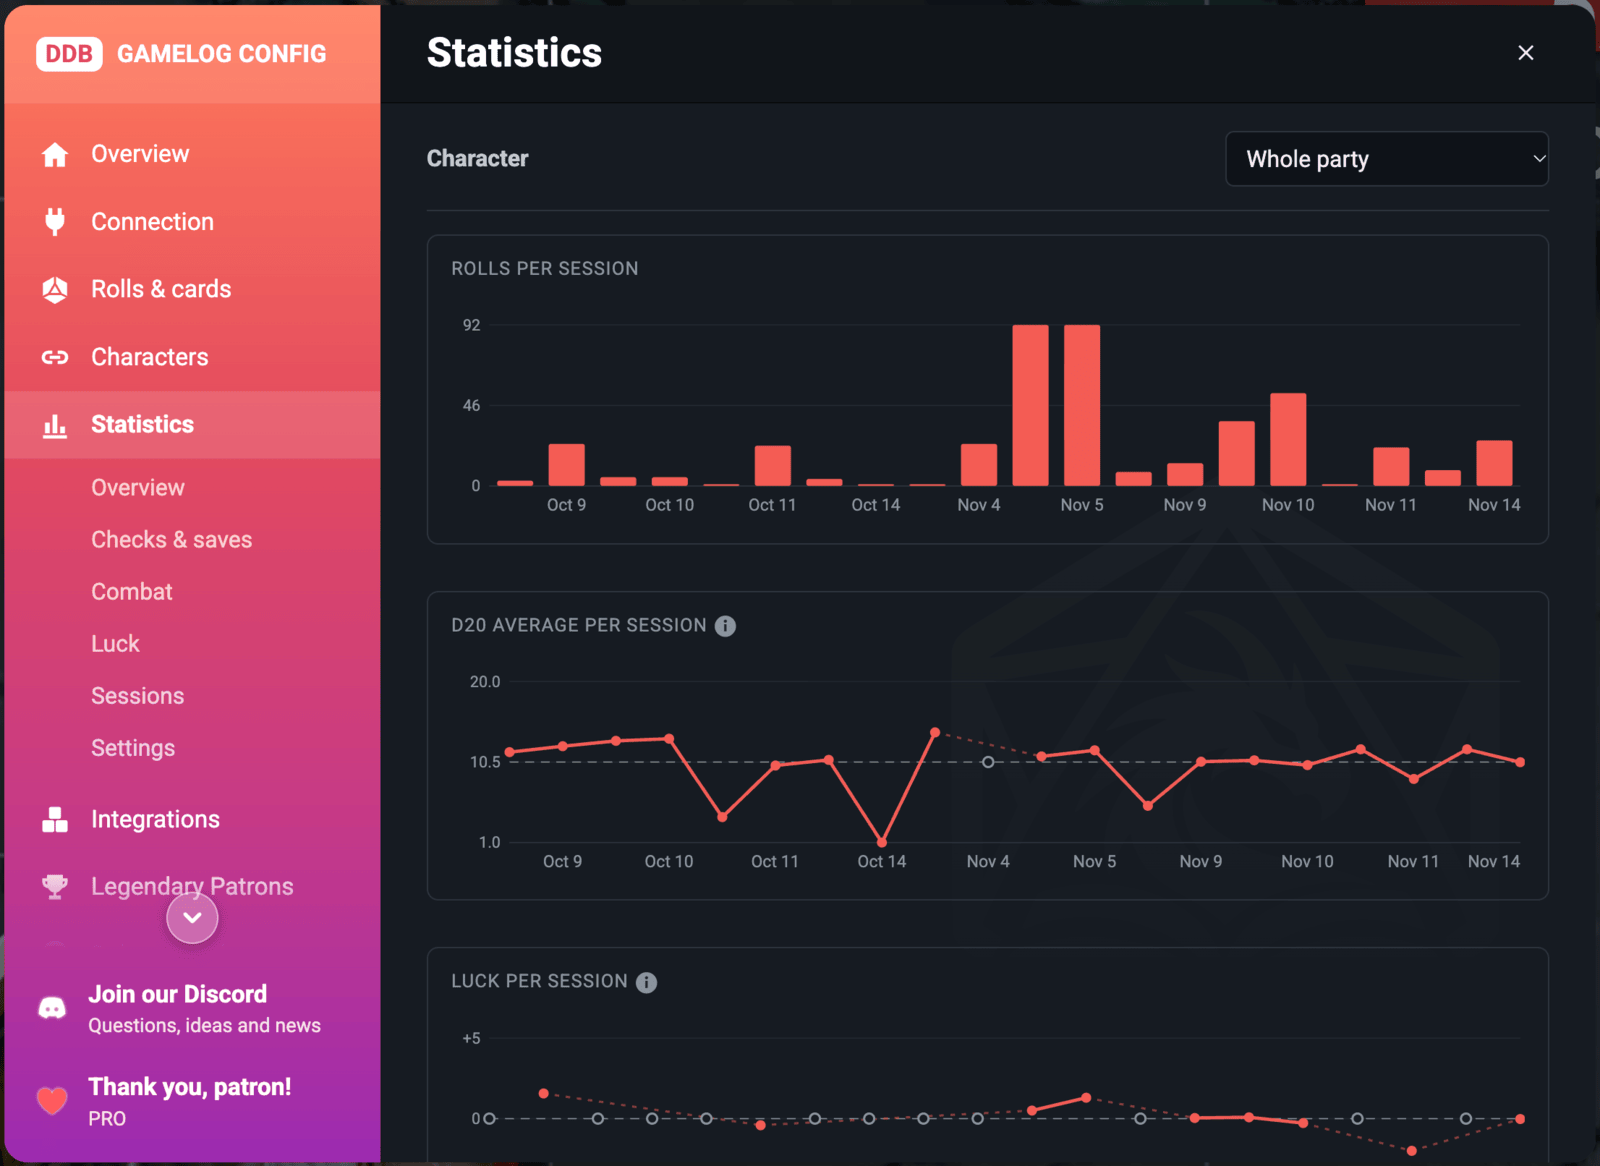 DDB GAMELOG CONFIG
Overview
Connection
Rolls & cards
Characters
Statistics
Overview
Checks & saves
Combat
Luck
Sessions
Settings
Integrations
Legendary Patrons
Join our Discord
Questions, ideas and news
Thank you, patron!
PRO
Statistics
Character
Whole party
ROLLS PER SESSION
92
46
0
Oct 9 Oct 10 Oct 11 Oct 14 Nov 4 Nov 5 Nov 9 Nov 10 Nov 11 Nov 14
D20 AVERAGE PER SESSION
20.0
10.5
1.0
Oct 9 Oct 10 Oct 11 Oct 14 Nov 4 Nov 5 Nov 9 Nov 10 Nov 11 Nov 14
LUCK PER SESSION
+5
0